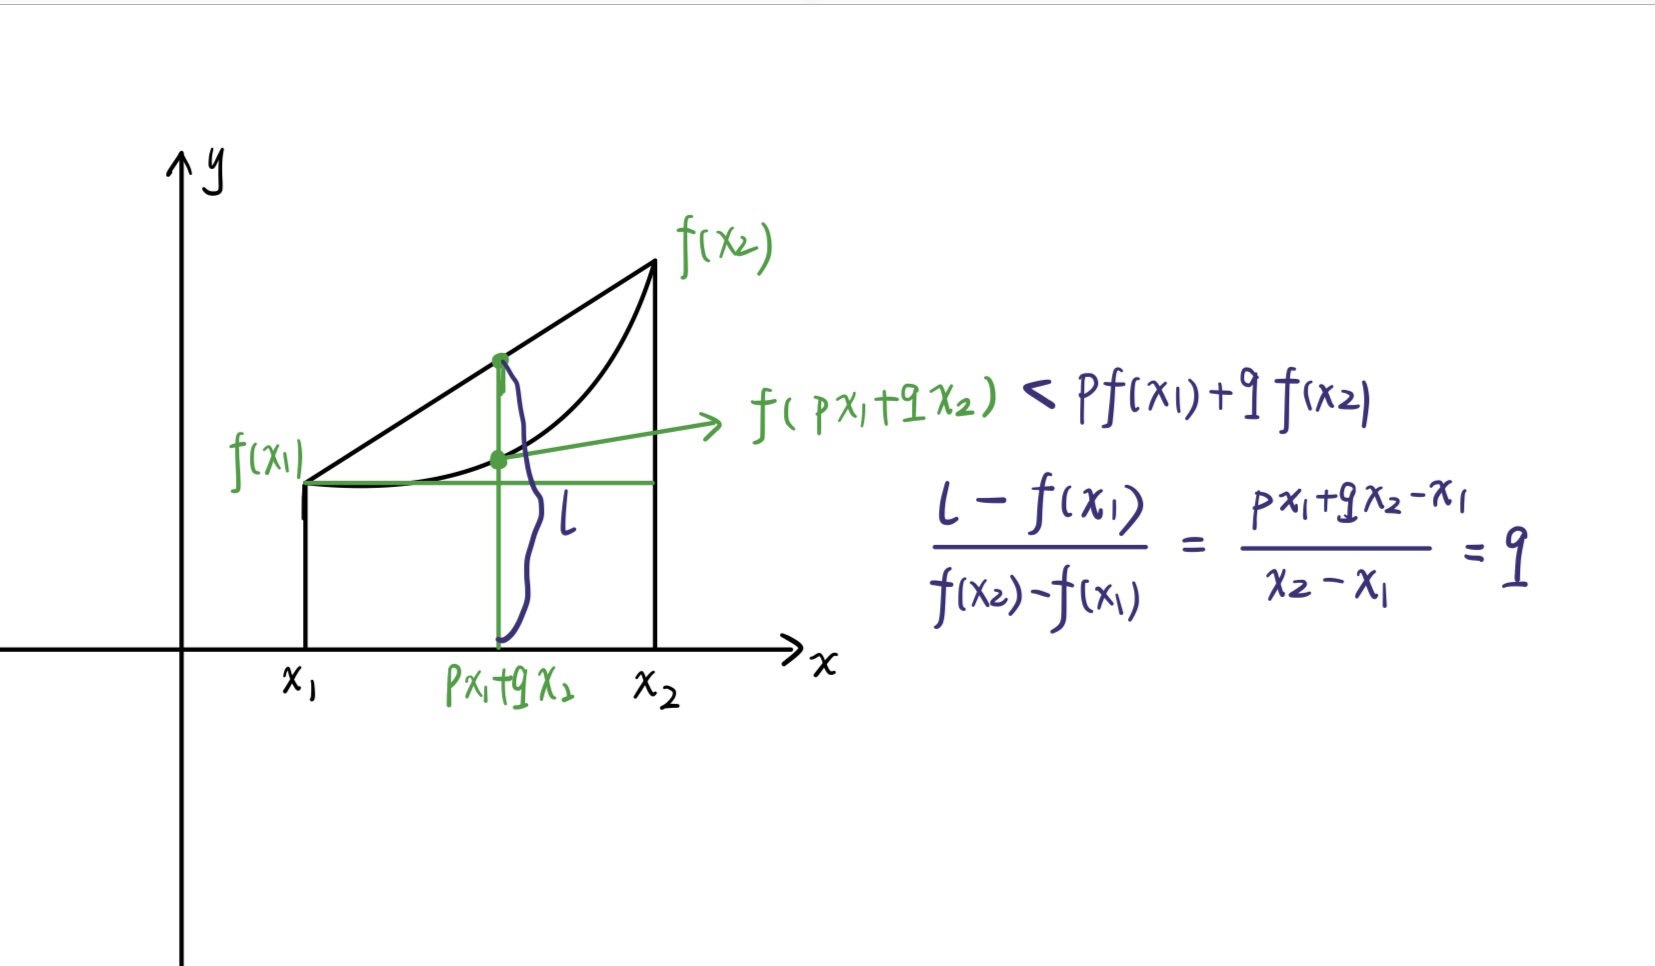 y
f(x₂)
f(x₁)
f(px₁+qx₂) < pf(x₁)+qf(x₂)
l
(l - f(x₁)) / (f(x₂)-f(x₁)) = (px₁+qx₂-x₁) / (x₂-x₁) = q
x₁
px₁+qx₂
x₂
x